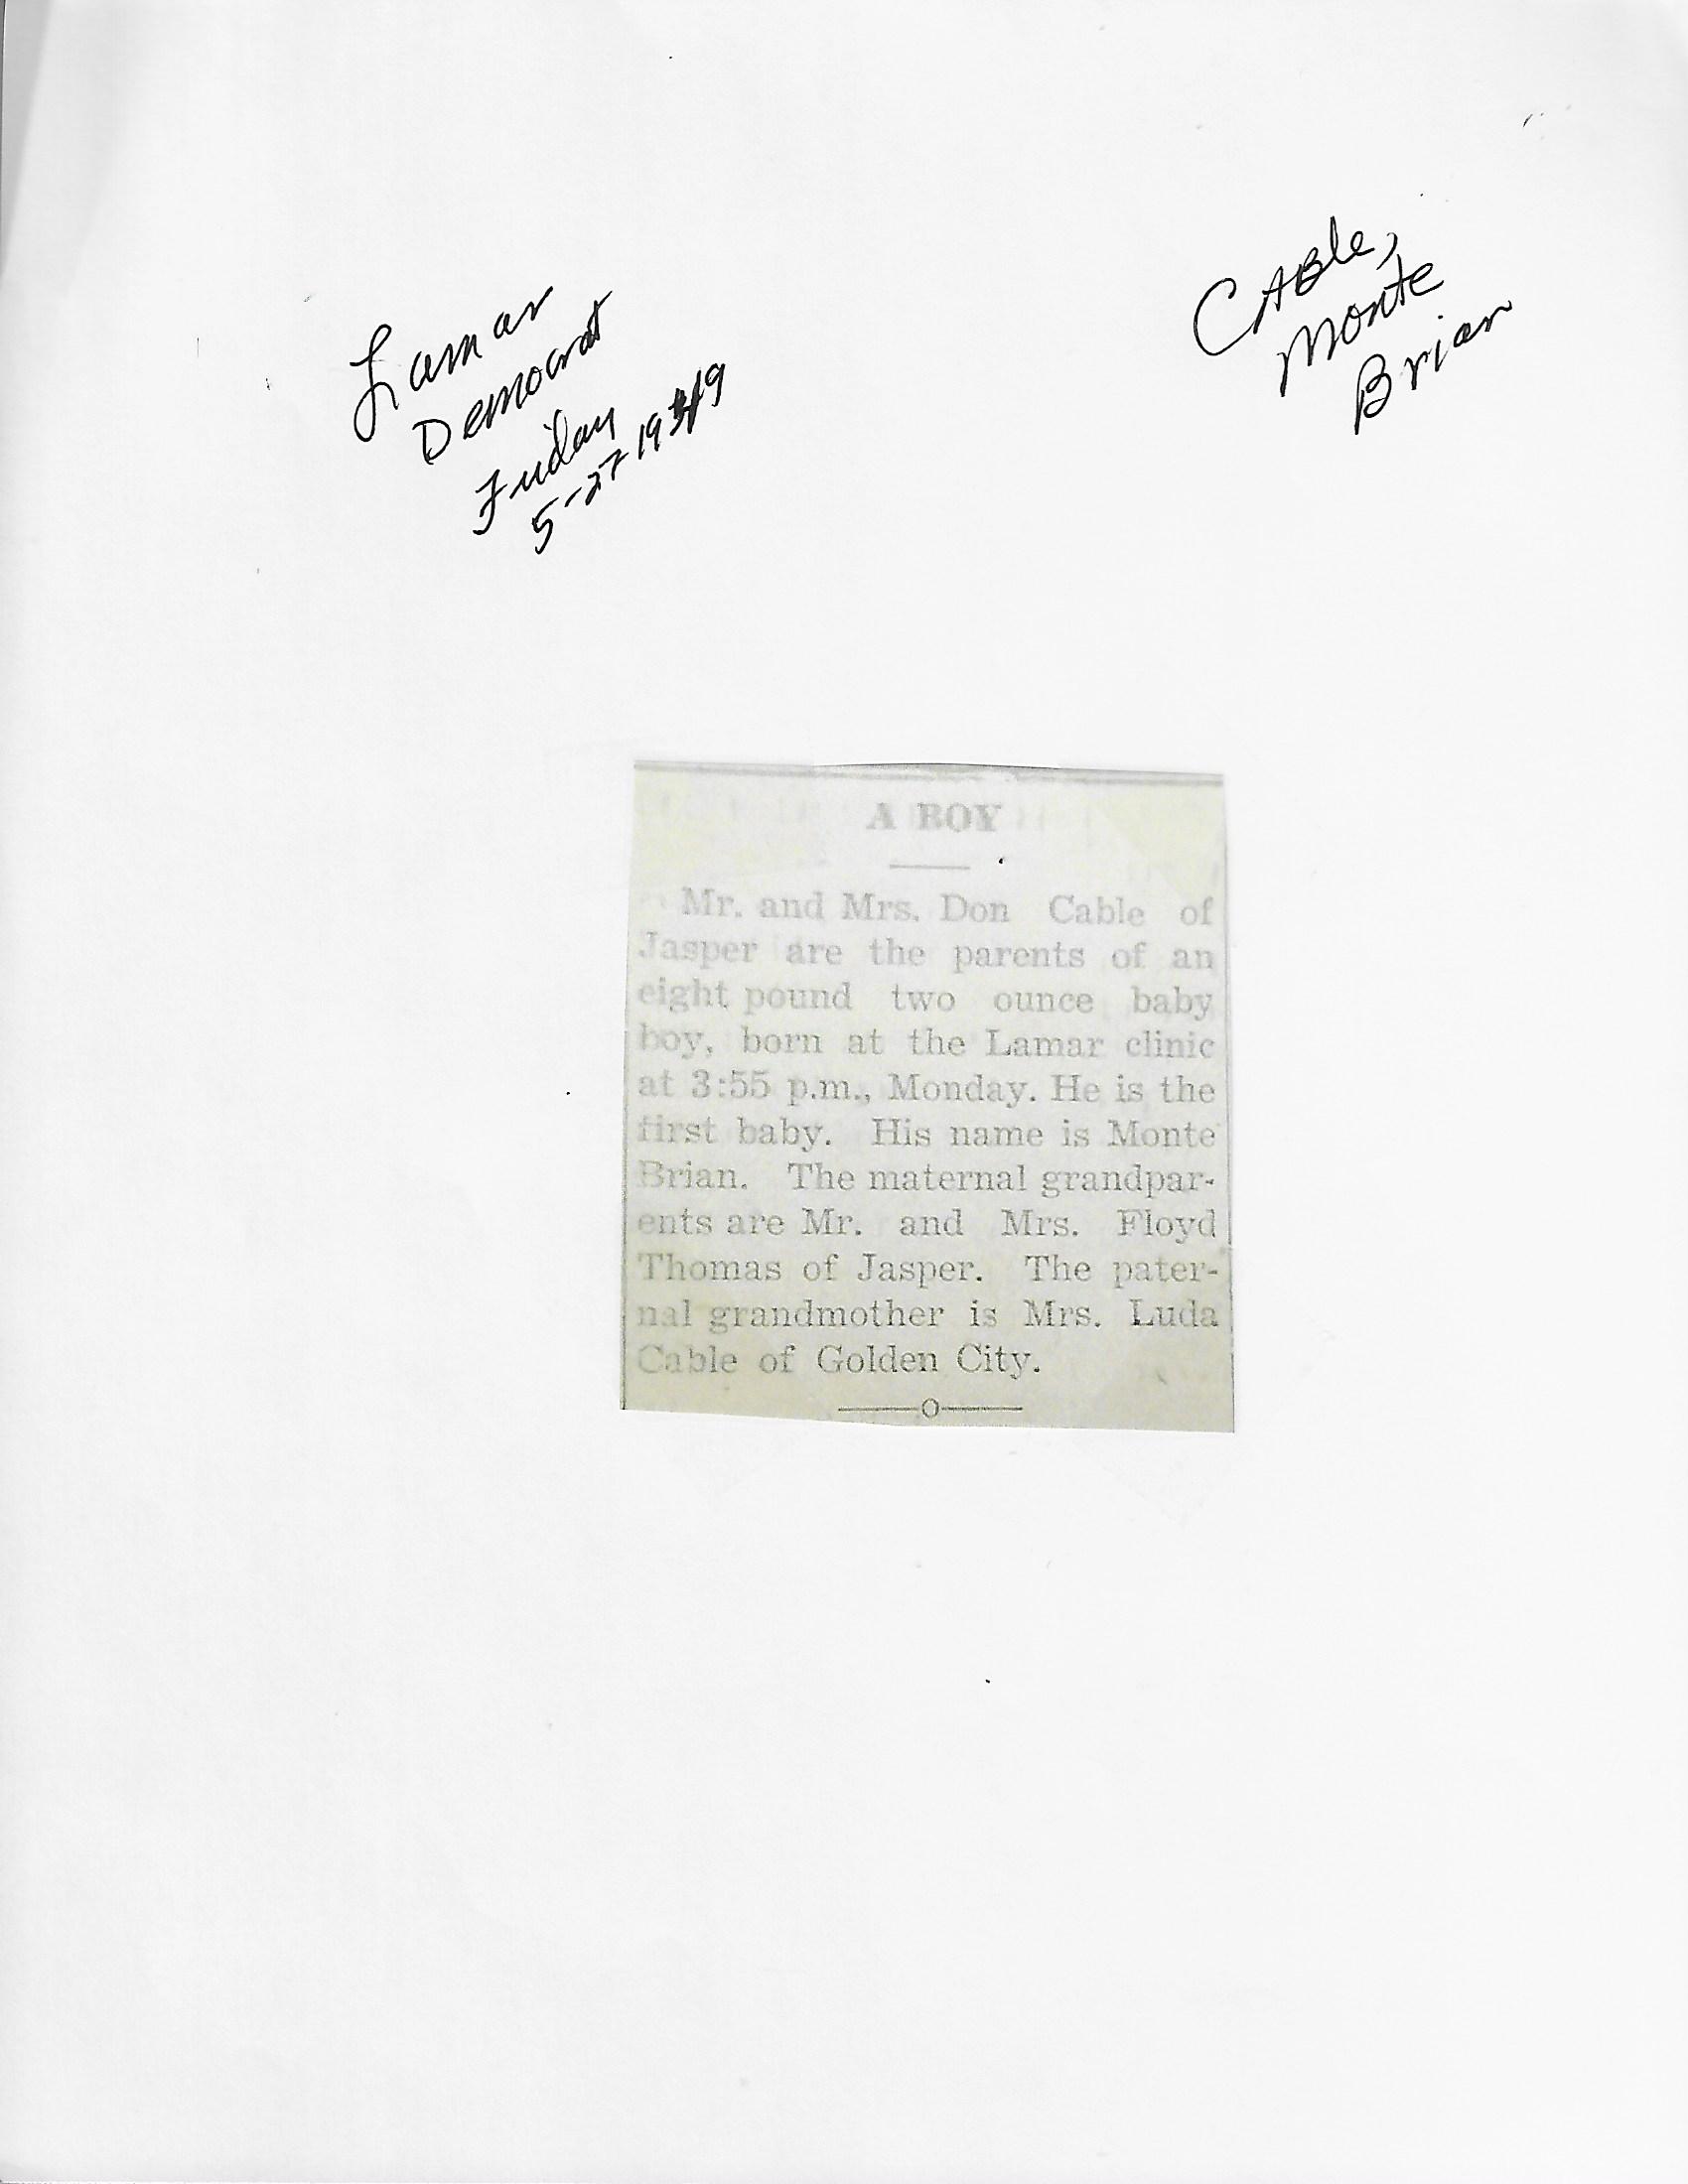 Lamar
Democrat
Friday
5-27-1949
CABle,
Monte
Brian
A BOY
Mr. and Mrs. Don Cable of
Jasper are the parents of an
eight pound two ounce baby
boy, born at the Lamar clinic
at 3:55 p.m., Monday. He is the
first baby. His name is Monte
Brian. The maternal grandpar-
ents are Mr. and Mrs. Floyd
Thomas of Jasper. The pater-
nal grandmother is Mrs. Luda
Cable of Golden City.